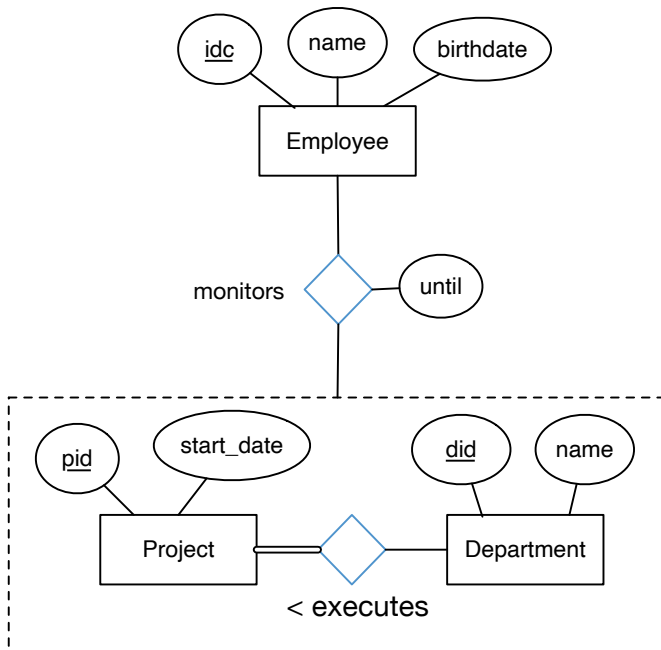 idc
name
birthdate
Employee
monitors
until
pid
start_date
did
name
Project
Department
< executes